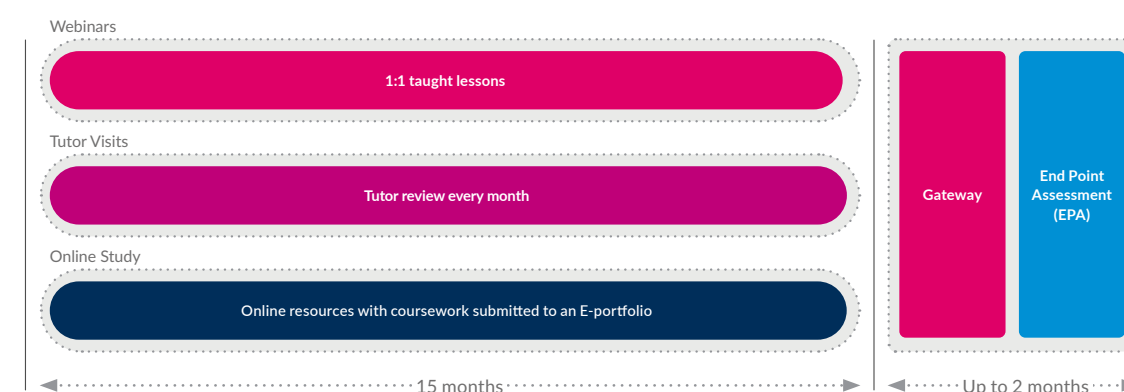 Webinars
1:1 taught lessons
Tutor Visits
Tutor review every month
Online Study
Online resources with coursework submitted to an E-portfolio
15 months
Gateway
End Point
Assessment
(EPA)
Up to 2 months